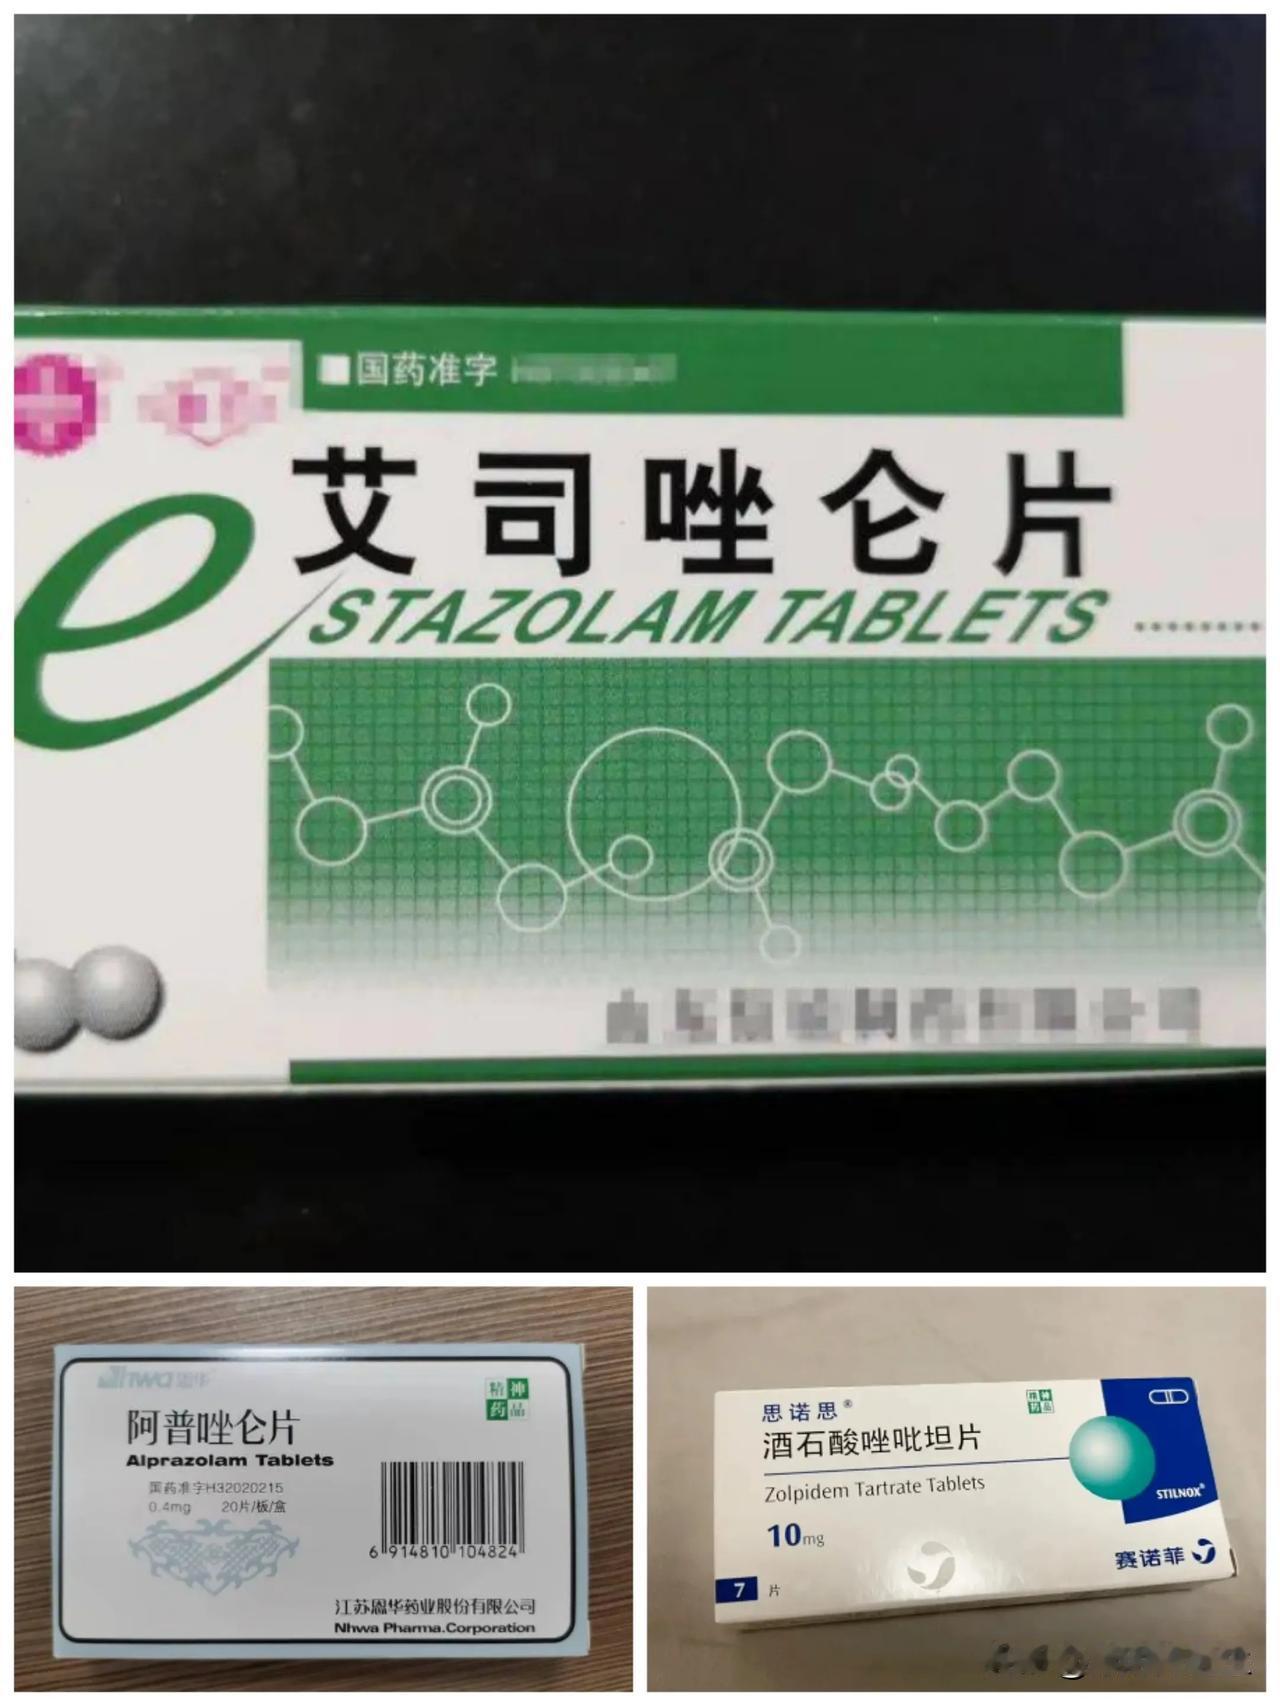 国药准字
艾司唑仑片
eSTAZOLAM TABLETS
Nhwa 恩华
精神
药品
阿普唑仑片
Alprazolam Tablets
国药准字H32020215
0.4mg 20片/板/盒
6 914810 104824
江苏恩华药业股份有限公司
Nhwa Pharma.Corporation
思诺思®
精神
药品
酒石酸唑吡坦片
Zolpidem Tartrate Tablets
10mg
STILNOX®
赛诺菲
7 片